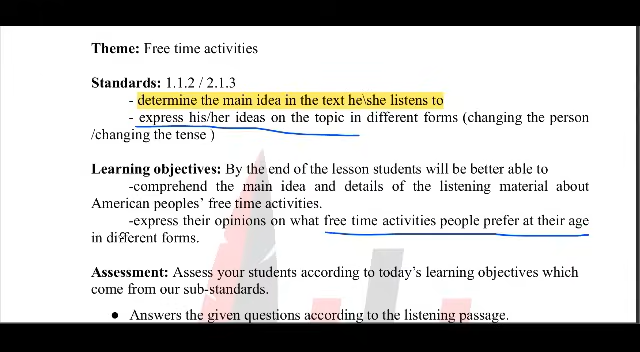 Theme: Free time activities
Standards: 1.1.2 / 2.1.3
- determine the main idea in the text he\she listens to
- express his/her ideas on the topic in different forms (changing the person
/changing the tense )
Learning objectives: By the end of the lesson students will be better able to
-comprehend the main idea and details of the listening material about
American peoples’ free time activities.
-express their opinions on what free time activities people prefer at their age
in different forms.
Assessment: Assess your students according to today’s learning objectives which
come from our sub-standards.
● Answers the given questions according to the listening passage.